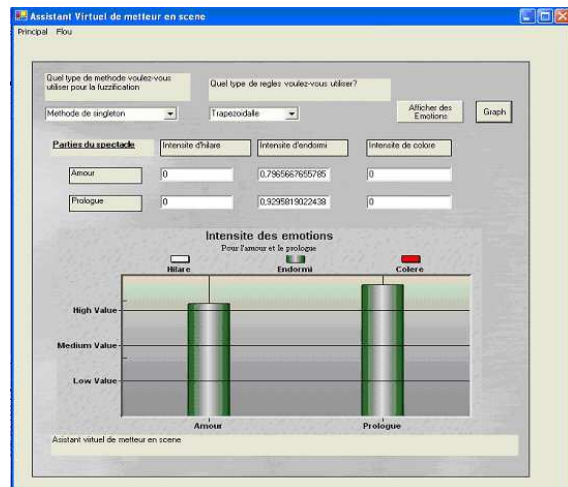 Assistant Virtuel de metteur en scene
Principal Flou
Quel type de methode voulez-vous
utiliser pour la fuzzification
Quel type de regles voulez-vous utiliser?
Methode de singleton
Trapezoidalle
Afficher des
Emotions
Graph
Parties du spectacle
Intensite d'hilare
Intensite d'endormi
Intensite de colere
Amour
0
0,7965667655785
0
Prologue
0
0,9295819022438
0
Intensite des emotions
Pour l'amour et le prologue
Hilare Endormi Colere
High Value
Medium Value
Low Value
Amour Prologue
Asistant virtuel de metteur en scene